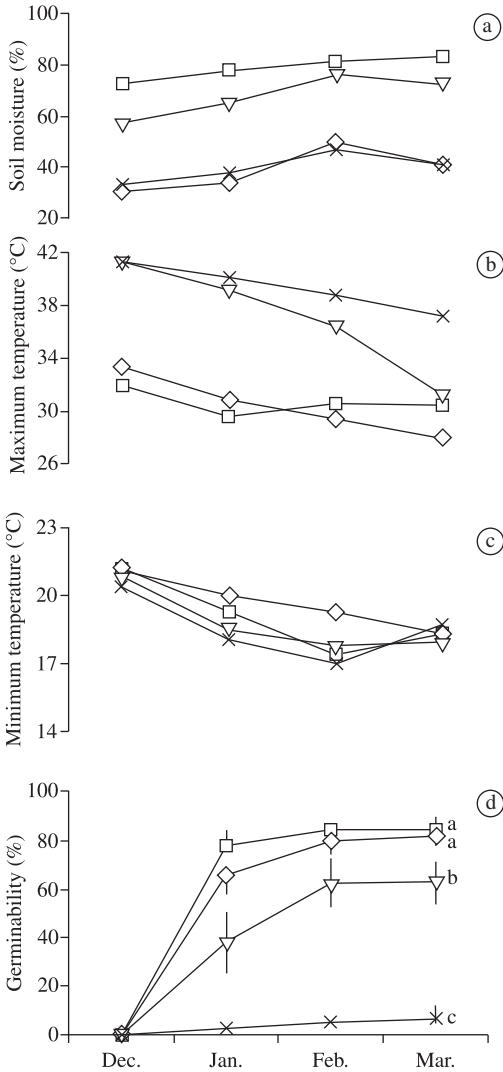 a
Soil moisture (%)
100
80
60
40
20
b
Maximum temperature (°C)
42
38
34
30
26
c
Minimum temperature (°C)
23
20
17
14
d
Germinability (%)
100
80
60
40
20
0
a
a
b
c
Dec. Jan. Feb. Mar.